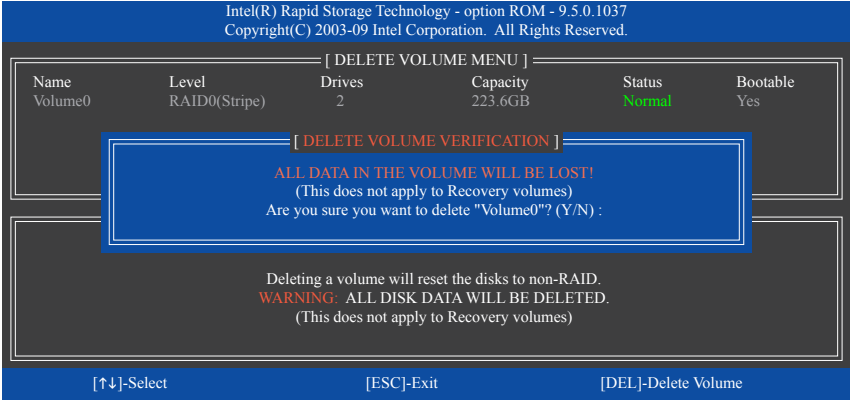 Intel(R) Rapid Storage Technology - option ROM - 9.5.0.1037
Copyright(C) 2003-09 Intel Corporation.  All Rights Reserved.
[ DELETE VOLUME MENU ]
Name Level Drives Capacity Status Bootable
Volume0 RAID0(Stripe) 2 223.6GB Normal Yes
[ DELETE VOLUME VERIFICATION ]
ALL DATA IN THE VOLUME WILL BE LOST!
(This does not apply to Recovery volumes)
Are you sure you want to delete "Volume0"? (Y/N) :
Deleting a volume will reset the disks to non-RAID.
WARNING: ALL DISK DATA WILL BE DELETED.
(This does not apply to Recovery volumes)
[↑↓]-Select [ESC]-Exit [DEL]-Delete Volume